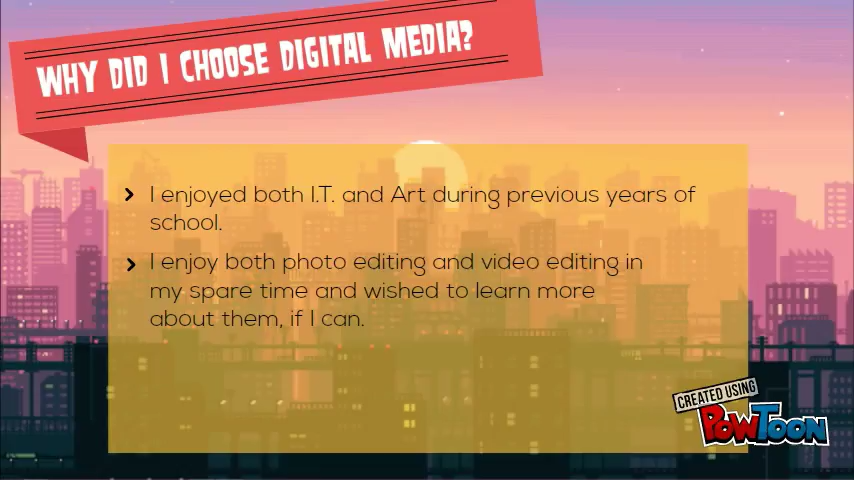 WHY DID I CHOOSE DIGITAL MEDIA?
I enjoyed both I.T. and Art during previous years of
school.
I enjoy both photo editing and video editing in
my spare time and wished to learn more
about them, if I can.
CREATED USING
POWTOON